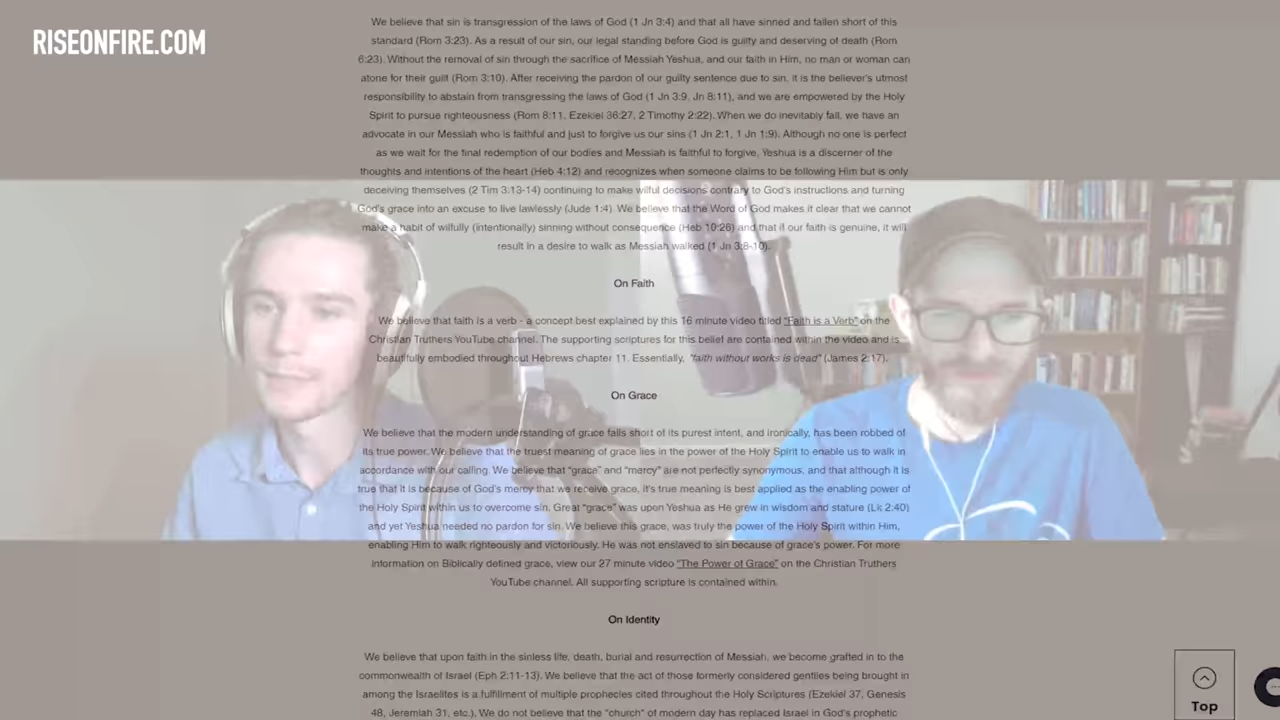 RISEONFIRE.COM
We believe that sin is transgression of the laws of God (1 Jn 3:4) and that all have sinned and fallen short of this
standard (Rom 3:23). As a result of our sin, our legal standing before God is guilty and deserving of death (Rom
6:23). Without the removal of sin through the sacrifice of Messiah Yeshua, and our faith in Him, no man or woman can
atone for their guilt (Rom 3:10). After receiving the pardon of our guilty sentence due to sin, it is the believer's utmost
responsibility to abstain from transgressing the laws of God (1 Jn 3:9, Jn 8:11), and we are empowered by the Holy
Spirit to pursue righteousness (Rom 8:11, Ezekiel 36:27, 2 Timothy 2:22). When we do inevitably fall, we have an
advocate in our Messiah who is faithful and just to forgive us our sins (1 Jn 2:1, 1 Jn 1:9). Although no one is perfect
as we wait for the final redemption of our bodies and Messiah is faithful to forgive, Yeshua is a discerner of the
thoughts and intentions of the heart (Heb 4:12) and recognizes when someone claims to be following Him but is only
deceiving themselves (2 Tim 3:13-14) continuing to make wilful decisions contrary to God's instructions and turning
God's grace into an excuse to live lawlessly (Jude 1:4). We believe that the Word of God makes it clear that we cannot
make a habit of wilfully (intentionally) sinning without consequence (Heb 10:26) and that if our faith is genuine, it will
result in a desire to walk as Messiah walked (1 Jn 3:8-10).
On Faith
We believe that faith is a verb - a concept best explained by this 16 minute video titled "Faith is a Verb" on the
Christian Truthers YouTube channel. The supporting scriptures for this belief are contained within the video and is
beautifully embodied throughout Hebrews chapter 11. Essentially, "faith without works is dead" (James 2:17).
On Grace
We believe that the modern understanding of grace falls short of its purest intent, and ironically, has been robbed of
its true power. We believe that the truest meaning of grace lies in the power of the Holy Spirit to enable us to walk in
accordance with our calling. We believe that "grace" and "mercy" are not perfectly synonymous, and that although it is
true that it is because of God's mercy that we receive grace, it's true meaning is best applied as the enabling power of
the Holy Spirit within us to overcome sin. Great "grace" was upon Yeshua as He grew in wisdom and stature (Lk 2:40)
and yet Yeshua needed no pardon for sin. We believe this grace, was truly the power of the Holy Spirit within Him,
enabling Him to walk righteously and victoriously. He was not enslaved to sin because of grace's power. For more
information on Biblically defined grace, view our 27 minute video "The Power of Grace" on the Christian Truthers
YouTube channel. All supporting scripture is contained within.
On Identity
We believe that upon faith in the sinless life, death, burial and resurrection of Messiah, we become grafted in to the
commonwealth of Israel (Eph 2:11-13). We believe that the act of those formerly considered gentiles being brought in
among the Israelites is a fulfillment of multiple prophecies cited throughout the Holy Scriptures (Ezekiel 37, Genesis
48, Jeremiah 31, etc.). We do not believe that the "church" of modern day has replaced Israel in God's prophetic
Top